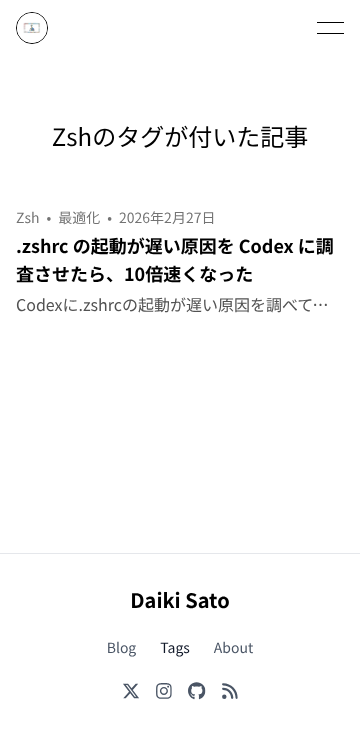 Zshのタグが付いた記事
Zsh • 最適化 • 2026年2月27日
.zshrc の起動が遅い原因を Codex に調
査させたら、10倍速くなった
Codexに.zshrcの起動が遅い原因を調べて…
Daiki Sato
Blog Tags About